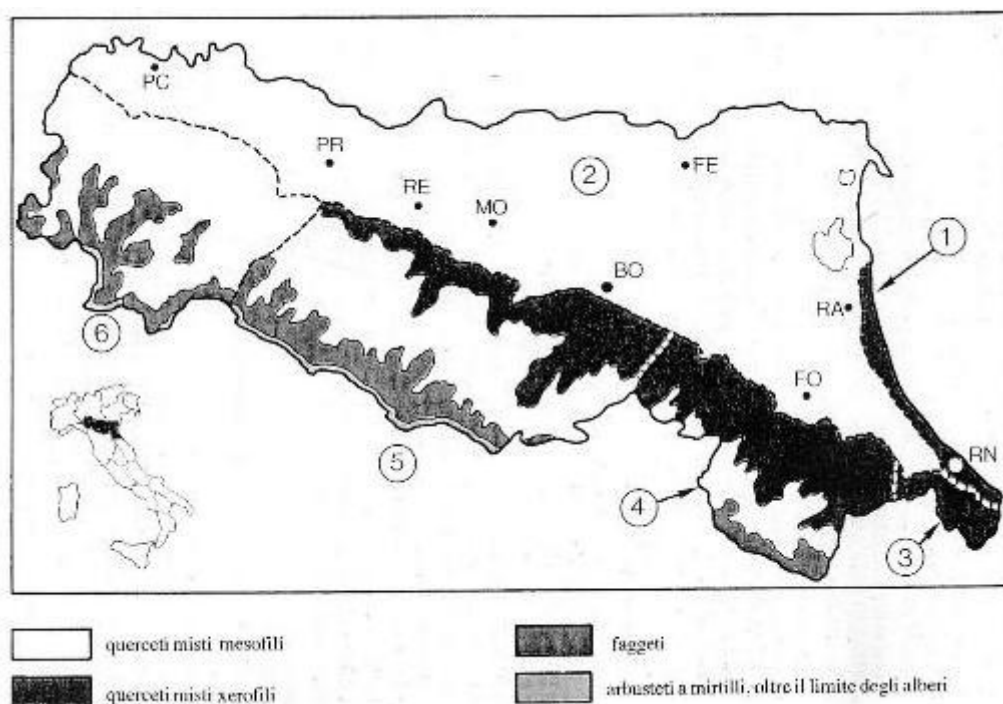 PC
PR
FE
RE
2
MO
1
BO
RA
6
FO
RN
5
4
3
querceti misti mesofili
faggeti
querceti misti xerofili
arbusteti a mirtilli, oltre il limite degli alberi